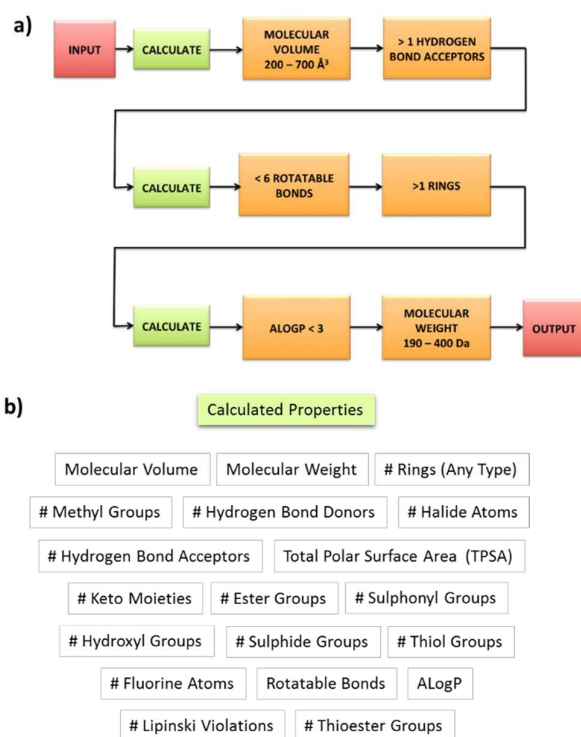 a)
INPUT
CALCULATE
MOLECULAR
VOLUME
200 – 700 Å³
> 1 HYDROGEN
BOND ACCEPTORS
CALCULATE
< 6 ROTATABLE
BONDS
>1 RINGS
CALCULATE
ALOGP < 3
MOLECULAR
WEIGHT
190 – 400 Da
OUTPUT
b)
Calculated Properties
Molecular Volume
Molecular Weight
# Rings (Any Type)
# Methyl Groups
# Hydrogen Bond Donors
# Halide Atoms
# Hydrogen Bond Acceptors
Total Polar Surface Area (TPSA)
# Keto Moieties
# Ester Groups
# Sulphonyl Groups
# Hydroxyl Groups
# Sulphide Groups
# Thiol Groups
# Fluorine Atoms
Rotatable Bonds
ALogP
# Lipinski Violations
# Thioester Groups